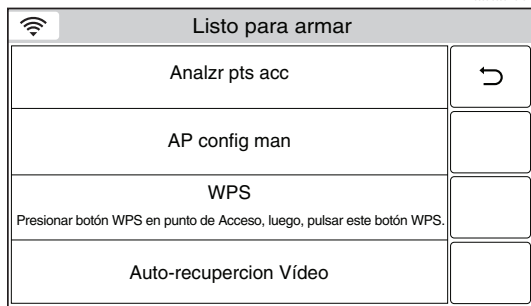 Listo para armar
Analzr pts acc
AP config man
WPS
Presionar botón WPS en punto de Acceso, luego, pulsar este botón WPS.
Auto-recupercion Vídeo